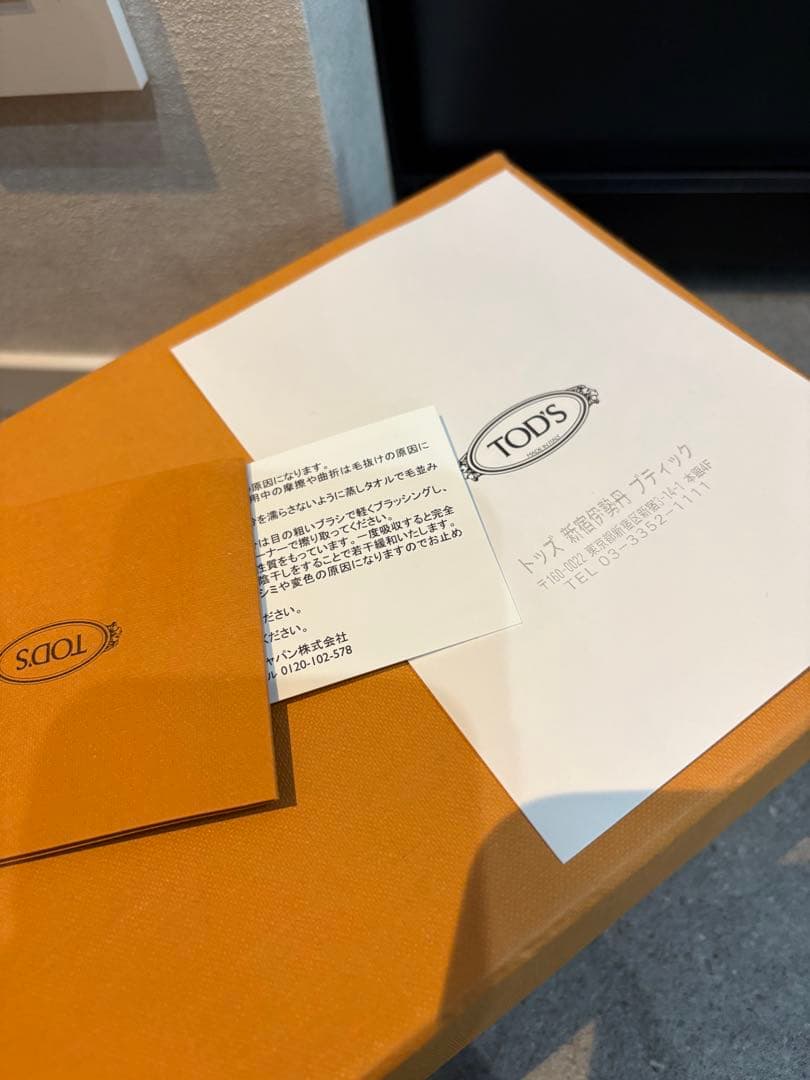 TOD'S
MADE IN ITALY
トッズ 新宿伊勢丹 ブティック
〒160-0022 東京都新宿区新宿3-14-1 本館4F
TEL 03-3352-1111
原因になります。
用中の摩擦や曲折は毛抜けの原因に
を濡らさないように蒸しタオルで毛並み
は目の粗いブラシで軽くブラッシングし、
ーナーで擦り取ってください。
性質をもっています。一度吸収すると完全
陰干しをすることで若干緩和いたします。
シミや変色の原因になりますのでお止め
ださい。
ください。
ャパン株式会社
ル 0120-102-578
TOD'S